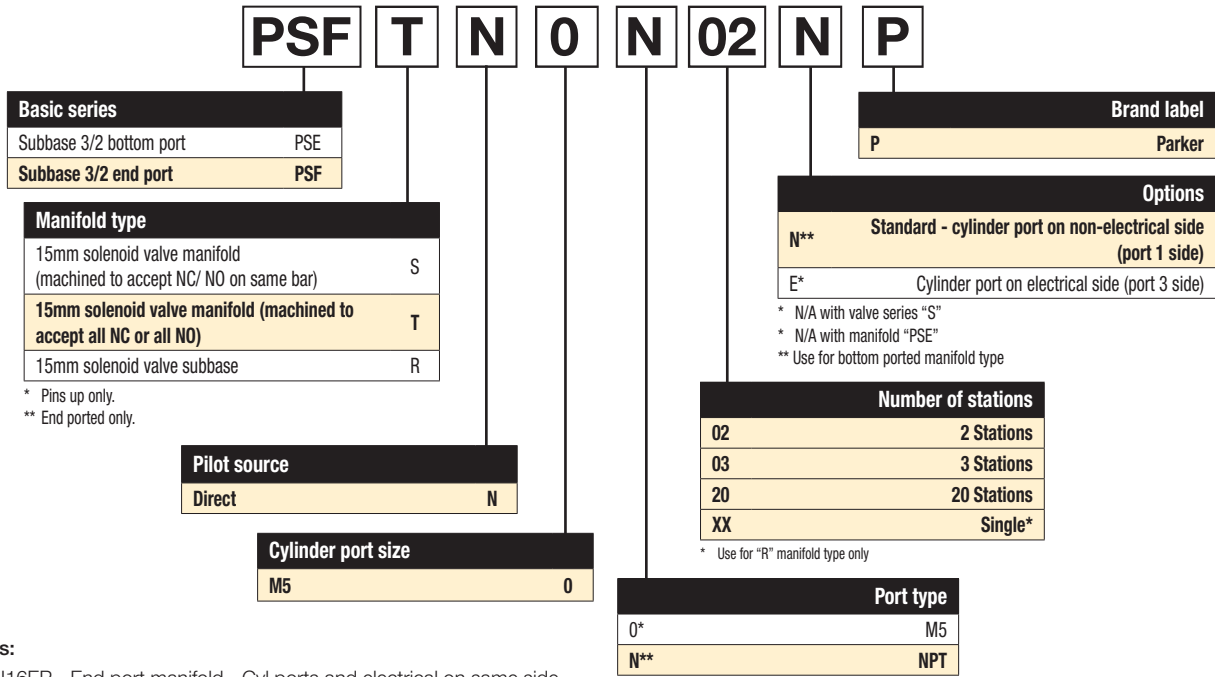 PSF T N 0 N 02 N P
Basic series
Subbase 3/2 bottom port PSE
Subbase 3/2 end port PSF
Brand label
P Parker
Manifold type
15mm solenoid valve manifold
(machined to accept NC/ NO on same bar) S
15mm solenoid valve manifold (machined to
accept all NC or all NO) T
15mm solenoid valve subbase R
* Pins up only.
** End ported only.
Options
N** Standard - cylinder port on non-electrical side
(port 1 side)
E* Cylinder port on electrical side (port 3 side)
* N/A with valve series “S”
* N/A with manifold “PSE”
** Use for bottom ported manifold type
Number of stations
02 2 Stations
03 3 Stations
20 20 Stations
XX Single*
* Use for “R” manifold type only
Pilot source
Direct N
Cylinder port size
M5 0
Port type
0* M5
N** NPT